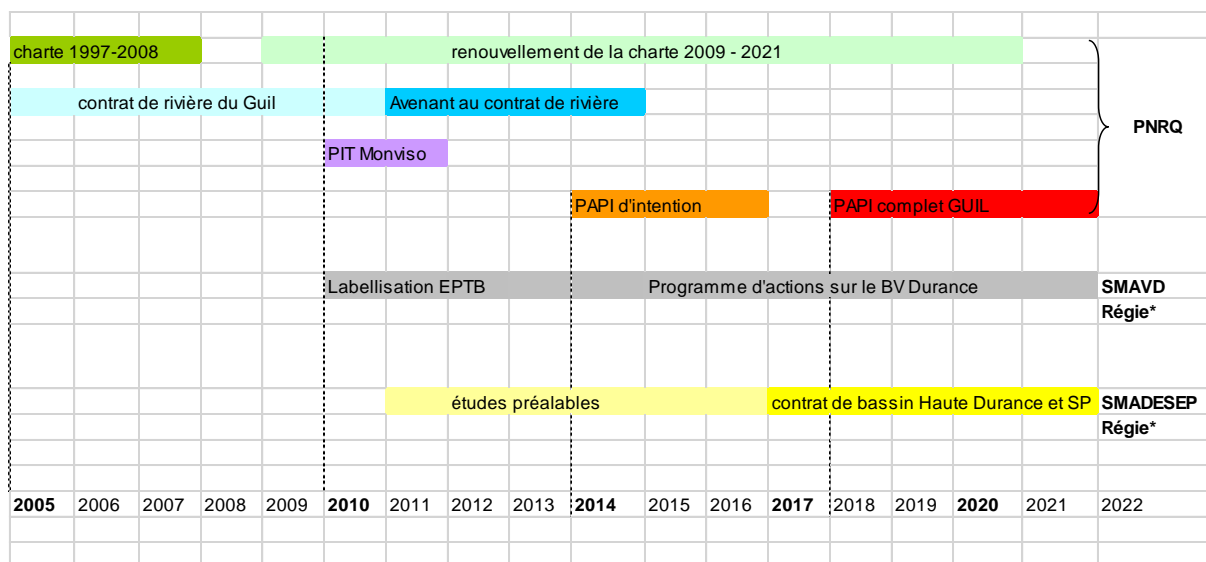 charte 1997-2008 renouvellement de la charte 2009 - 2021
contrat de rivière du Guil Avenant au contrat de rivière
PNRQ
PIT Monviso
PAPI d'intention PAPI complet GUIL
Labellisation EPTB Programme d'actions sur le BV Durance SMAVD
Régie*
études préalables contrat de bassin Haute Durance et SP SMADESEP
Régie*
2005 2006 2007 2008 2009 2010 2011 2012 2013 2014 2015 2016 2017 2018 2019 2020 2021 2022